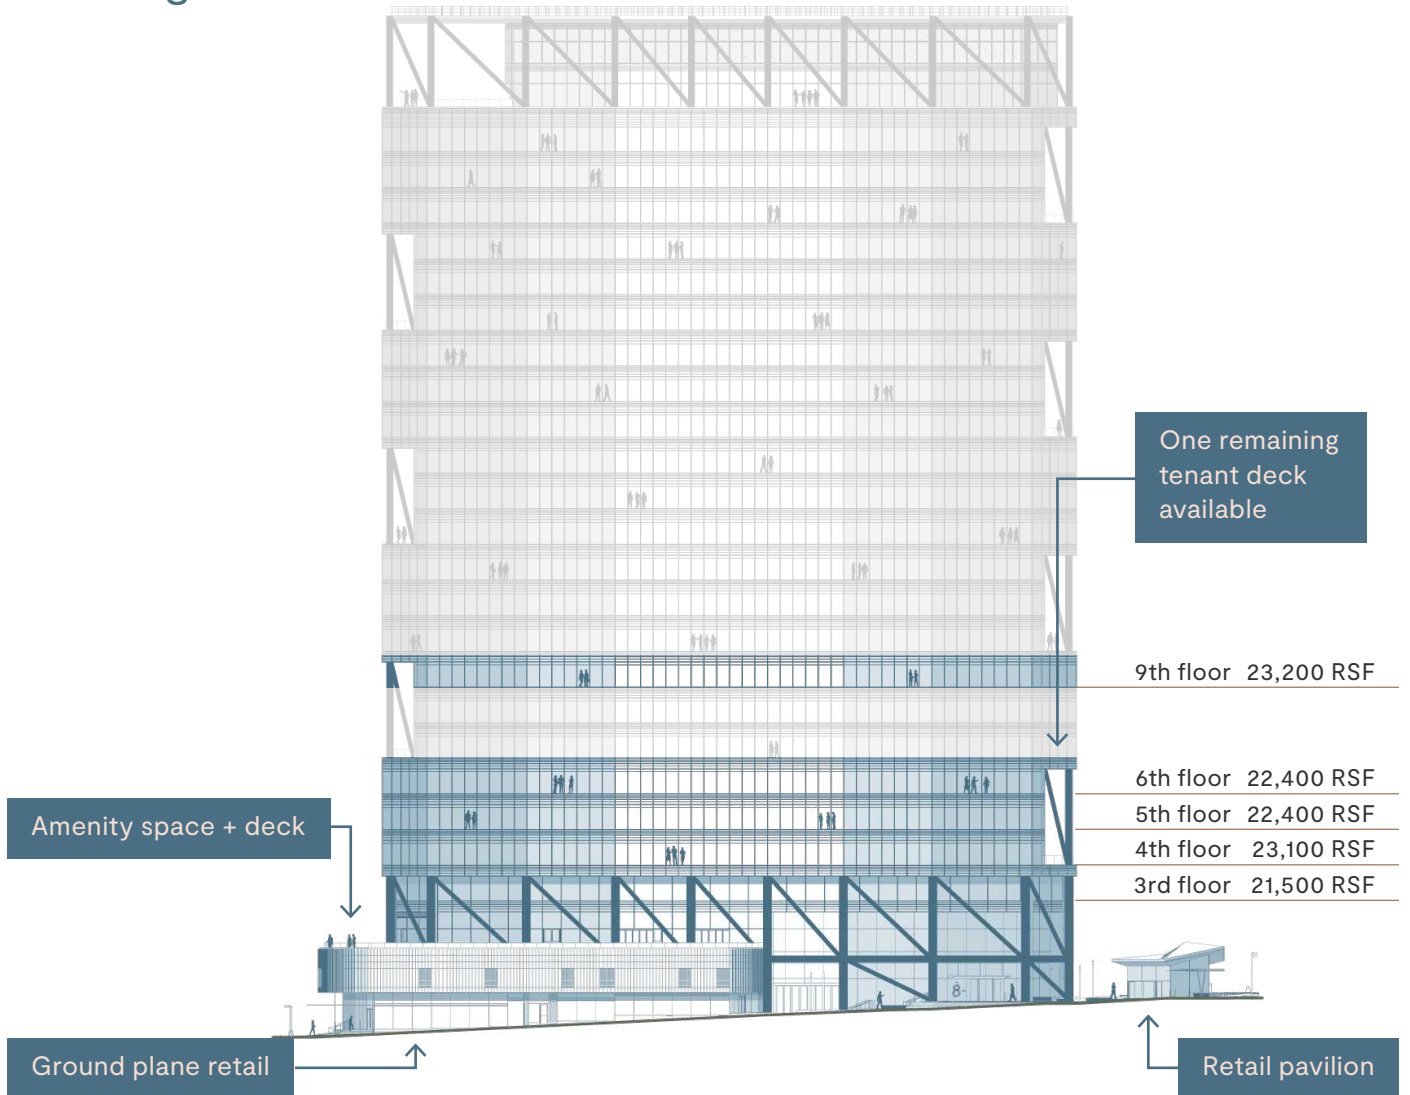 One remaining
tenant deck
available
9th floor 23,200 RSF
6th floor 22,400 RSF
5th floor 22,400 RSF
4th floor 23,100 RSF
3rd floor 21,500 RSF
Amenity space + deck
8
Ground plane retail
Retail pavilion